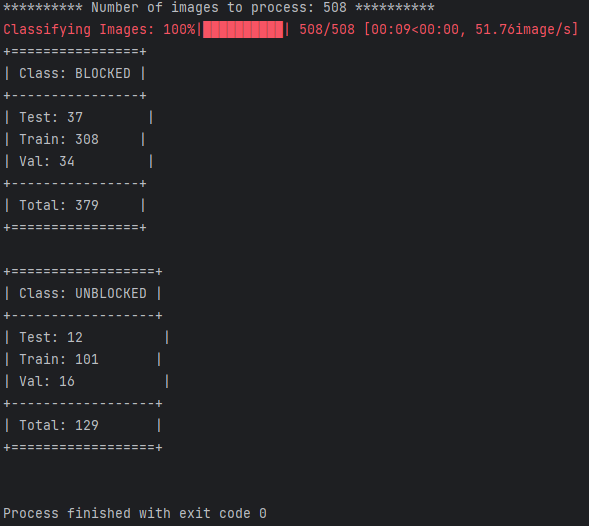 ********** Number of images to process: 508 **********
Classifying Images: 100%|██████████| 508/508 [00:09<00:00, 51.76image/s]
+================+
| Class: BLOCKED |
+----------------+
| Test: 37        |
| Train: 308     |
| Val: 34         |
+----------------+
| Total: 379     |
+================+

+==================+
| Class: UNBLOCKED |
+------------------+
| Test: 12          |
| Train: 101       |
| Val: 16           |
+------------------+
| Total: 129       |
+==================+

Process finished with exit code 0